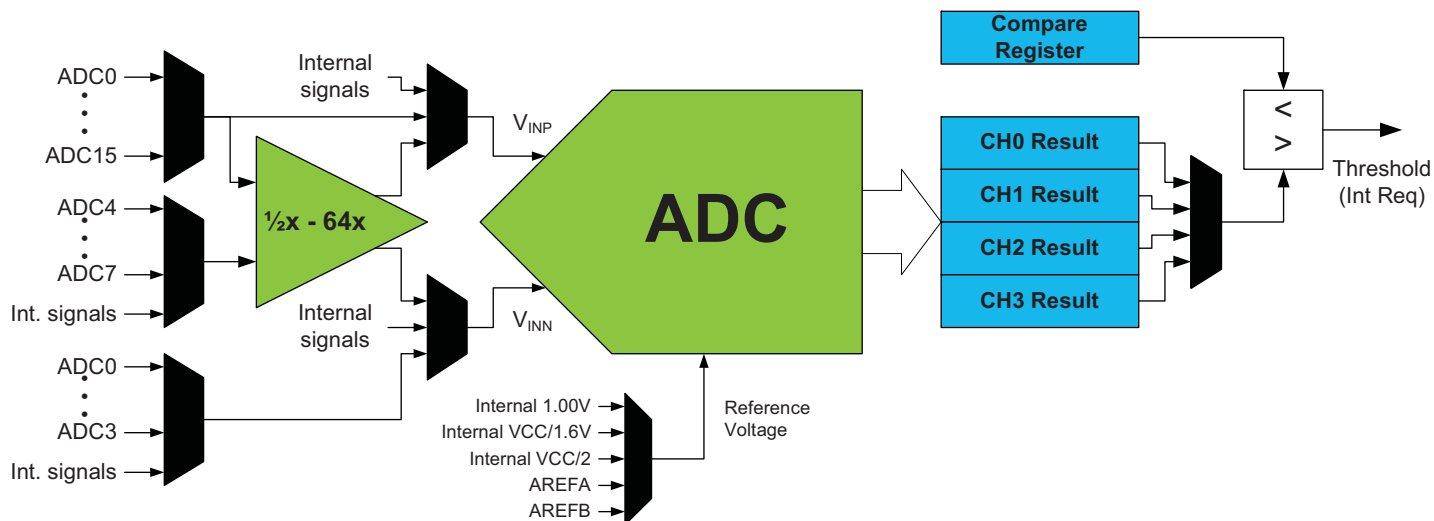 ADC0
ADC15
ADC4
ADC7
Int. signals
ADC0
ADC3
Int. signals
½x - 64x
Internal
signals
Internal
signals
VINP
VINN
ADC
Internal 1.00V
Internal VCC/1.6V
Internal VCC/2
AREFA
AREFB
Reference
Voltage
Compare
Register
CH0 Result
CH1 Result
CH2 Result
CH3 Result
<
>
Threshold
(Int Req)